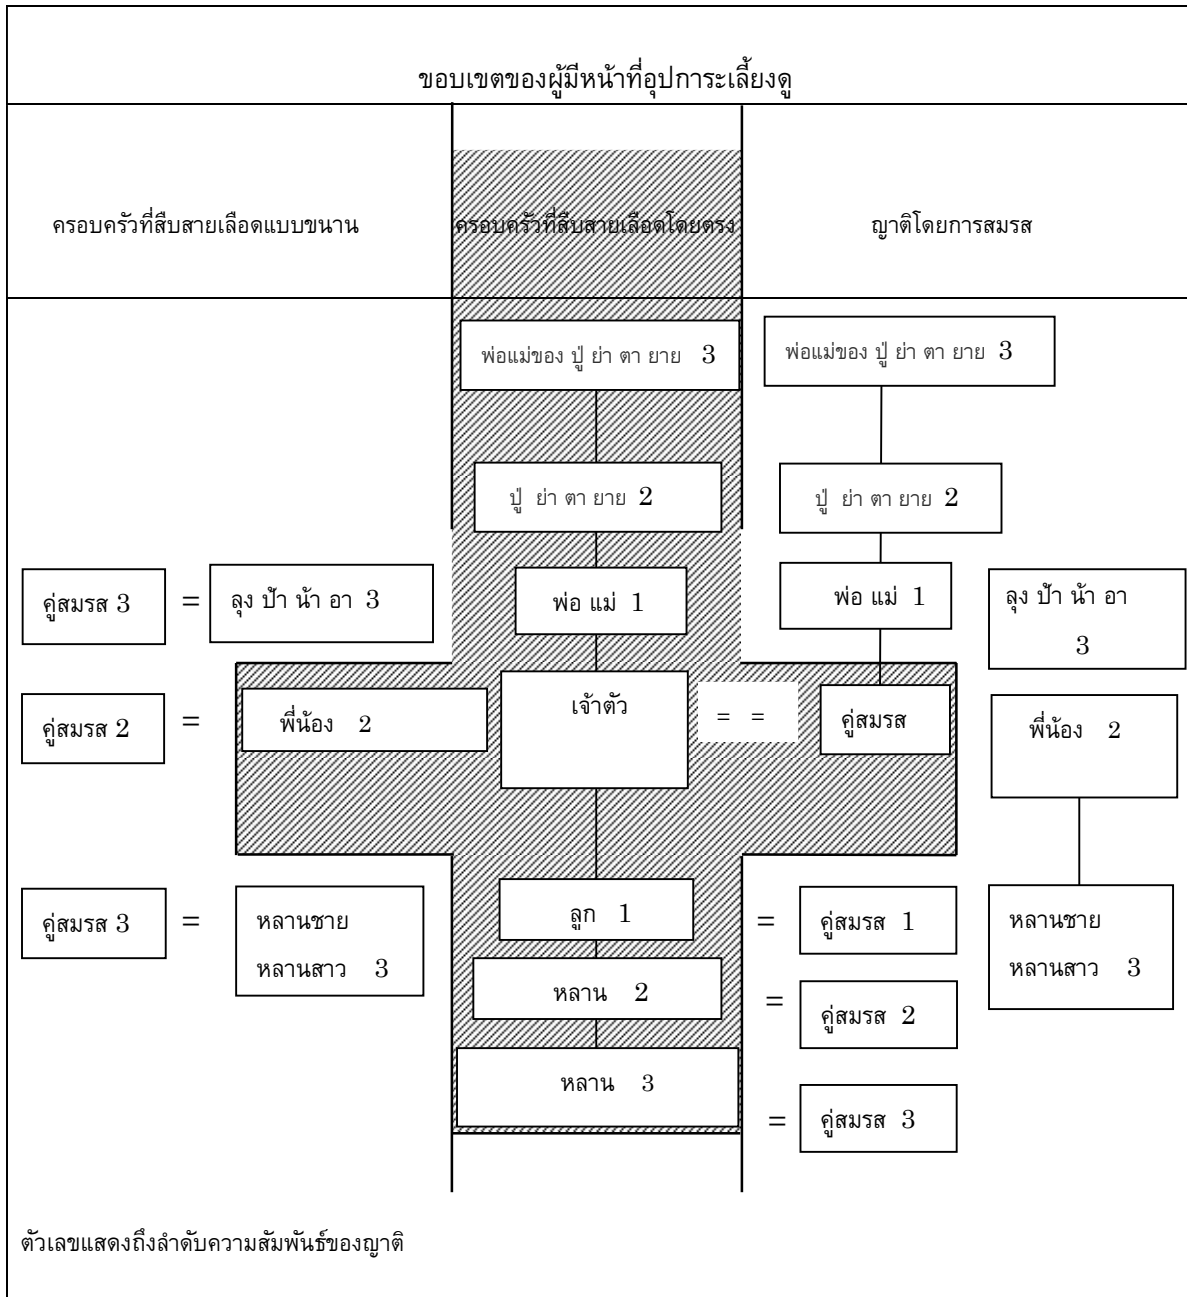 ขอบเขตของผู้มีหน้าที่อุปการะเลี้ยงดู
ครอบครัวที่สืบสายเลือดแบบขนาน
ครอบครัวที่สืบสายเลือดโดยตรง
ญาติโดยการสมรส
พ่อแม่ของ ปู่ ย่า ตา ยาย 3
พ่อแม่ของ ปู่ ย่า ตา ยาย 3
ปู่ ย่า ตา ยาย 2
ปู่ ย่า ตา ยาย 2
คู่สมรส 3
=
ลุง ป้า น้า อา 3
พ่อ แม่ 1
พ่อ แม่ 1
ลุง ป้า น้า อา
3
คู่สมรส 2
=
พี่น้อง 2
เจ้าตัว
= =
คู่สมรส
พี่น้อง 2
คู่สมรส 3
=
หลานชาย
หลานสาว 3
ลูก 1
=
คู่สมรส 1
หลานชาย
หลานสาว 3
หลาน 2
=
คู่สมรส 2
หลาน 3
=
คู่สมรส 3
ตัวเลขแสดงถึงลำดับความสัมพันธ์ของญาติ